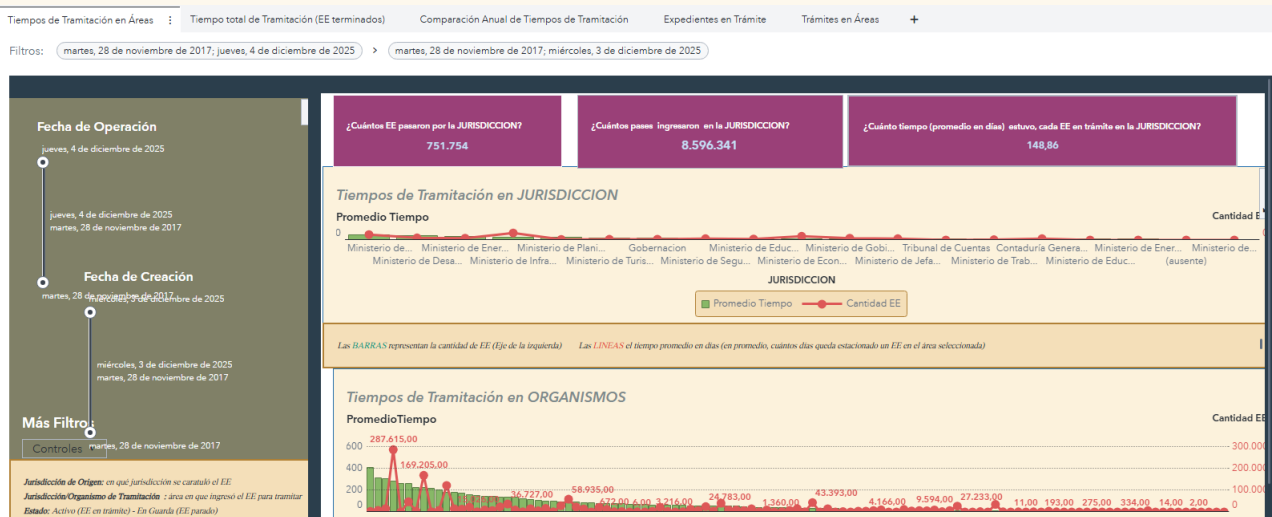 Tiempos de Tramitación en Áreas
Tiempo total de Tramitación (EE terminados)
Comparación Anual de Tiempos de Tramitación
Expedientes en Trámite
Trámites en Áreas
Filtros:
martes, 28 de noviembre de 2017; jueves, 4 de diciembre de 2025
martes, 28 de noviembre de 2017; miércoles, 3 de diciembre de 2025
Fecha de Operación
jueves, 4 de diciembre de 2025
jueves, 4 de diciembre de 2025
martes, 28 de noviembre de 2017
Fecha de Creación
martes, 28 de noviembre de 2017
miércoles, 3 de diciembre de 2025
miércoles, 3 de diciembre de 2025
martes, 28 de noviembre de 2017
Más Filtros
Controles
martes, 28 de noviembre de 2017
Jurisdicción de Origen: en qué jurisdicción se caratuló el EE
Jurisdicción/Organismo de Tramitación : área en que ingresó el EE para tramitar
Estado: Activo (EE en trámite) - En Guarda (EE parado)
¿Cuántos EE pasaron por la JURISDICCION?
751.754
¿Cuántos pases ingresaron en la JURISDICCION?
8.596.341
¿Cuánto tiempo (promedio en días) estuvo, cada EE en trámite en la JURISDICCION?
148,86
Tiempos de Tramitación en JURISDICCION
Promedio Tiempo
Cantidad E
0
Ministerio de... Ministerio de Ener... Ministerio de Plani... Gobernacion Ministerio de Educ... Ministerio de Gobi... Tribunal de Cuentas Contaduría Genera... Ministerio de Ener... Ministerio de...
Ministerio de Desa... Ministerio de Infra... Ministerio de Turis... Ministerio de Segu... Ministerio de Econ... Ministerio de Jefa... Ministerio de Trab... Ministerio de Educ... (ausente)
JURISDICCION
Promedio Tiempo Cantidad EE
Las BARRAS representan la cantidad de EE (Eje de la izquierda) Las LINEAS el tiempo promedio en días (en promedio, cuántos días queda estacionado un EE en el área seleccionada)
Tiempos de Tramitación en ORGANISMOS
PromedioTiempo
Cantidad EE
600
400
200
0
287.615,00
169.205,00
36.727,00
58.935,00
672,00
6,00
3.216,00
24.783,00
1.360,00
43.393,00
4.166,00
9.594,00
27.233,00
11,00
193,00
275,00
334,00
14,00
2,00
300.000
200.000
100.000
0